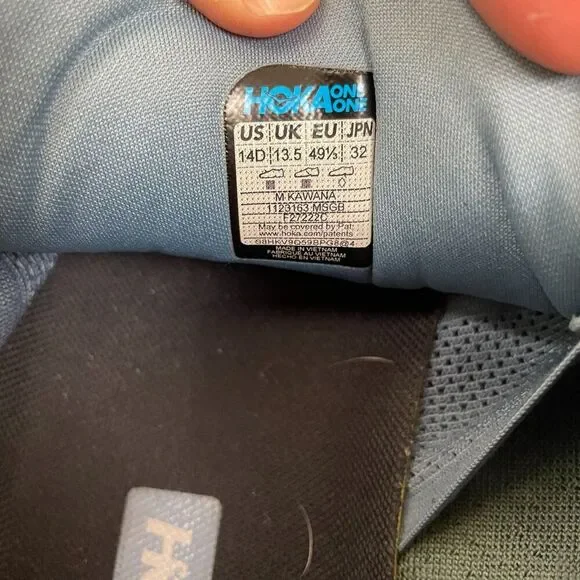 HOKA ONE ONE
US UK EU JPN
14D 13.5 49⅓ 32
M KAWANA
1123163 MSGB
F27222C
May be covered by Pat:
www.hoka.com/patents
MADE IN VIETNAM
FABRIQUE AU VIETNAM
HECHO EN VIETNAM
H